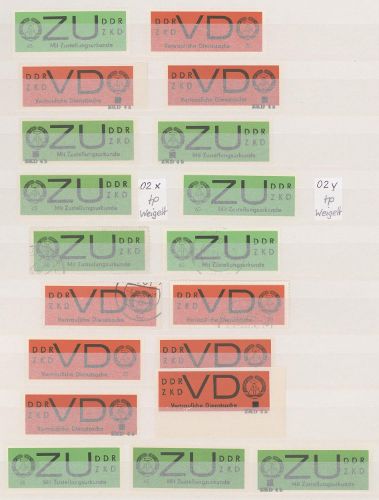 ZU DDR ZKD
Mit Zustellungsurkunde
DDR ZKD VD
Vertrauliche Dienstsache
DDR ZKD VD
Vertrauliche Dienstsache
DDR ZKD VD
Vertrauliche Dienstsache
ZU DDR ZKD
Mit Zustellungsurkunde
ZU DDR ZKD
Mit Zustellungsurkunde
ZU DDR ZKD
Mit Zustellungsurkunde
02x
tp
Weigelt
ZU DDR ZKD
Mit Zustellungsurkunde
02y
tp
Weigelt
ZU DDR ZKD
Mit Zustellungsurkunde
ZU DDR ZKD
Mit Zustellungsurkunde
DDR ZKD VD
Vertrauliche Dienstsache
DDR ZKD VD
Vertrauliche Dienstsache
DDR ZKD VD
Vertrauliche Dienstsache
DDR ZKD VD
DDR ZKD VD
Vertrauliche Dienstsache
DDR ZKD VD
Vertrauliche Dienstsache
ZU DDR ZKD
Mit Zustellungsurkunde
ZU DDR ZKD
Mit Zustellungsurkunde
ZU DDR ZKD
Mit Zustellungsurkunde